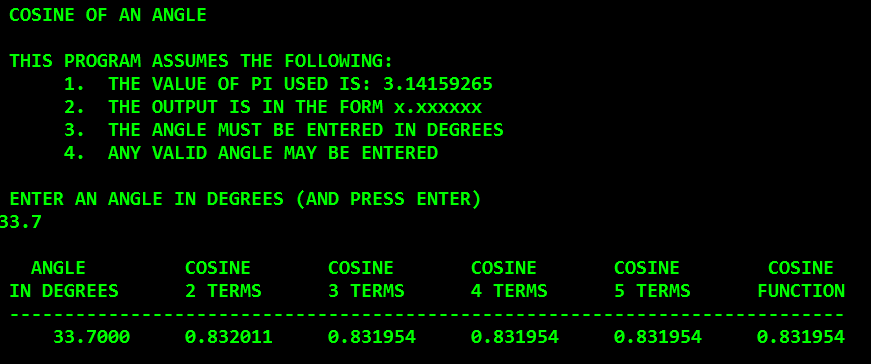 COSINE OF AN ANGLE
THIS PROGRAM ASSUMES THE FOLLOWING:
1. THE VALUE OF PI USED IS: 3.14159265
2. THE OUTPUT IS IN THE FORM x.xxxxxx
3. THE ANGLE MUST BE ENTERED IN DEGREES
4. ANY VALID ANGLE MAY BE ENTERED
ENTER AN ANGLE IN DEGREES (AND PRESS ENTER)
33.7
ANGLE COSINE COSINE COSINE COSINE COSINE
IN DEGREES 2 TERMS 3 TERMS 4 TERMS 5 TERMS FUNCTION
----------------------------------------------------------------------------
33.7000 0.832011 0.831954 0.831954 0.831954 0.831954